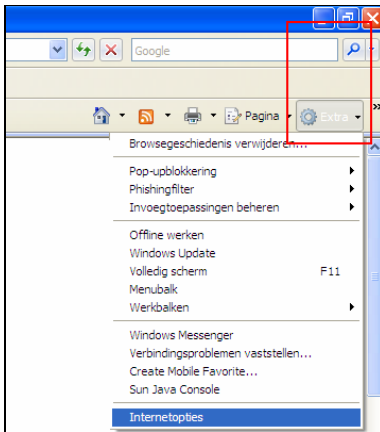 Google
Pagina
Extra
Browsegeschiedenis verwijderen...
Pop-upblokkering
Phishingfilter
Invoegtoepassingen beheren
Offline werken
Windows Update
Volledig scherm F11
Menubalk
Werkbalken
Windows Messenger
Verbindingsproblemen vaststellen...
Create Mobile Favorite...
Sun Java Console
Internetopties